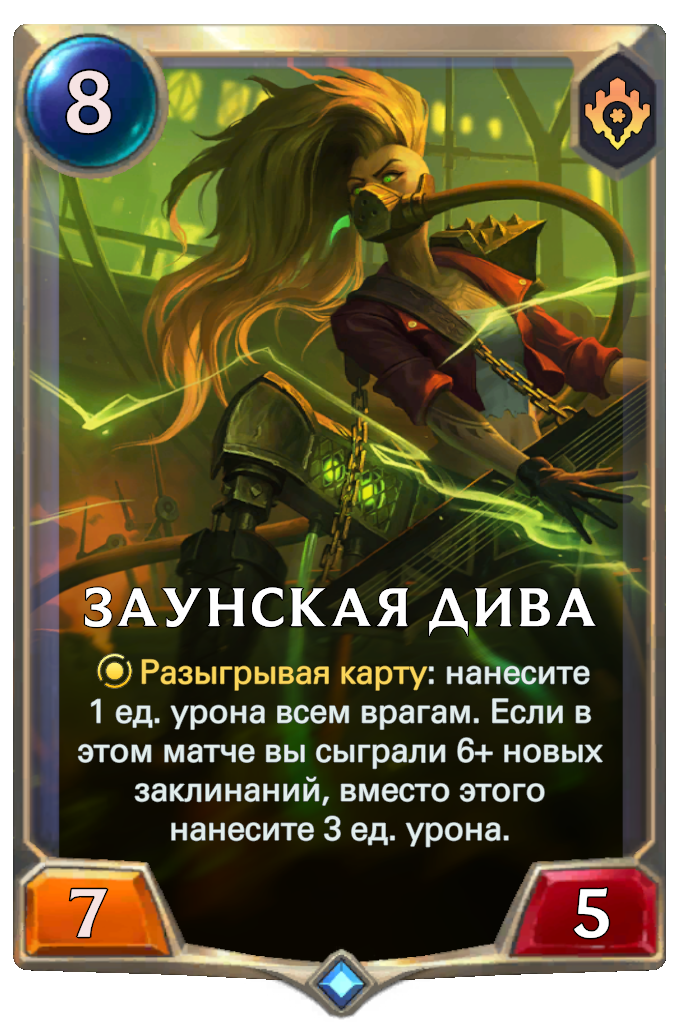 8
ЗАУНСКАЯ ДИВА
Разыгрывая карту: нанесите
1 ед. урона всем врагам. Если в
этом матче вы сыграли 6+ новых
заклинаний, вместо этого
нанесите 3 ед. урона.
7
5